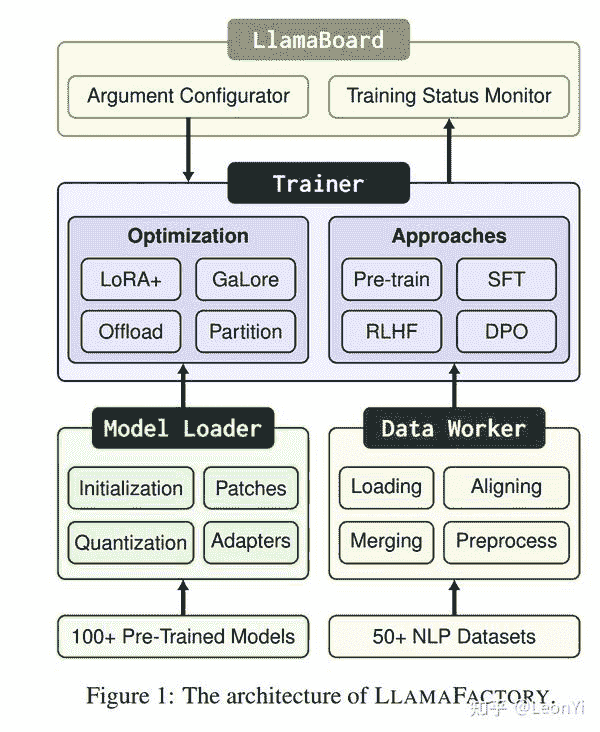 LlamaBoard
Argument Configurator
Training Status Monitor
Trainer
Optimization
LoRA+
GaLore
Offload
Partition
Approaches
Pre-train
SFT
RLHF
DPO
Model Loader
Initialization
Patches
Quantization
Adapters
Data Worker
Loading
Aligning
Merging
Preprocess
100+ Pre-Trained Models
50+ NLP Datasets
Figure 1: The architecture of LLAMAFACTORY.
知乎 @LeonYi